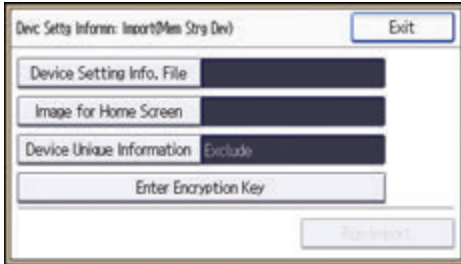 Devc Settg Informn: Import(Mem Strg Dev)
Exit
Device Setting Info. File
Image for Home Screen
Device Unique Information Exclude
Enter Encryption Key
Run Import